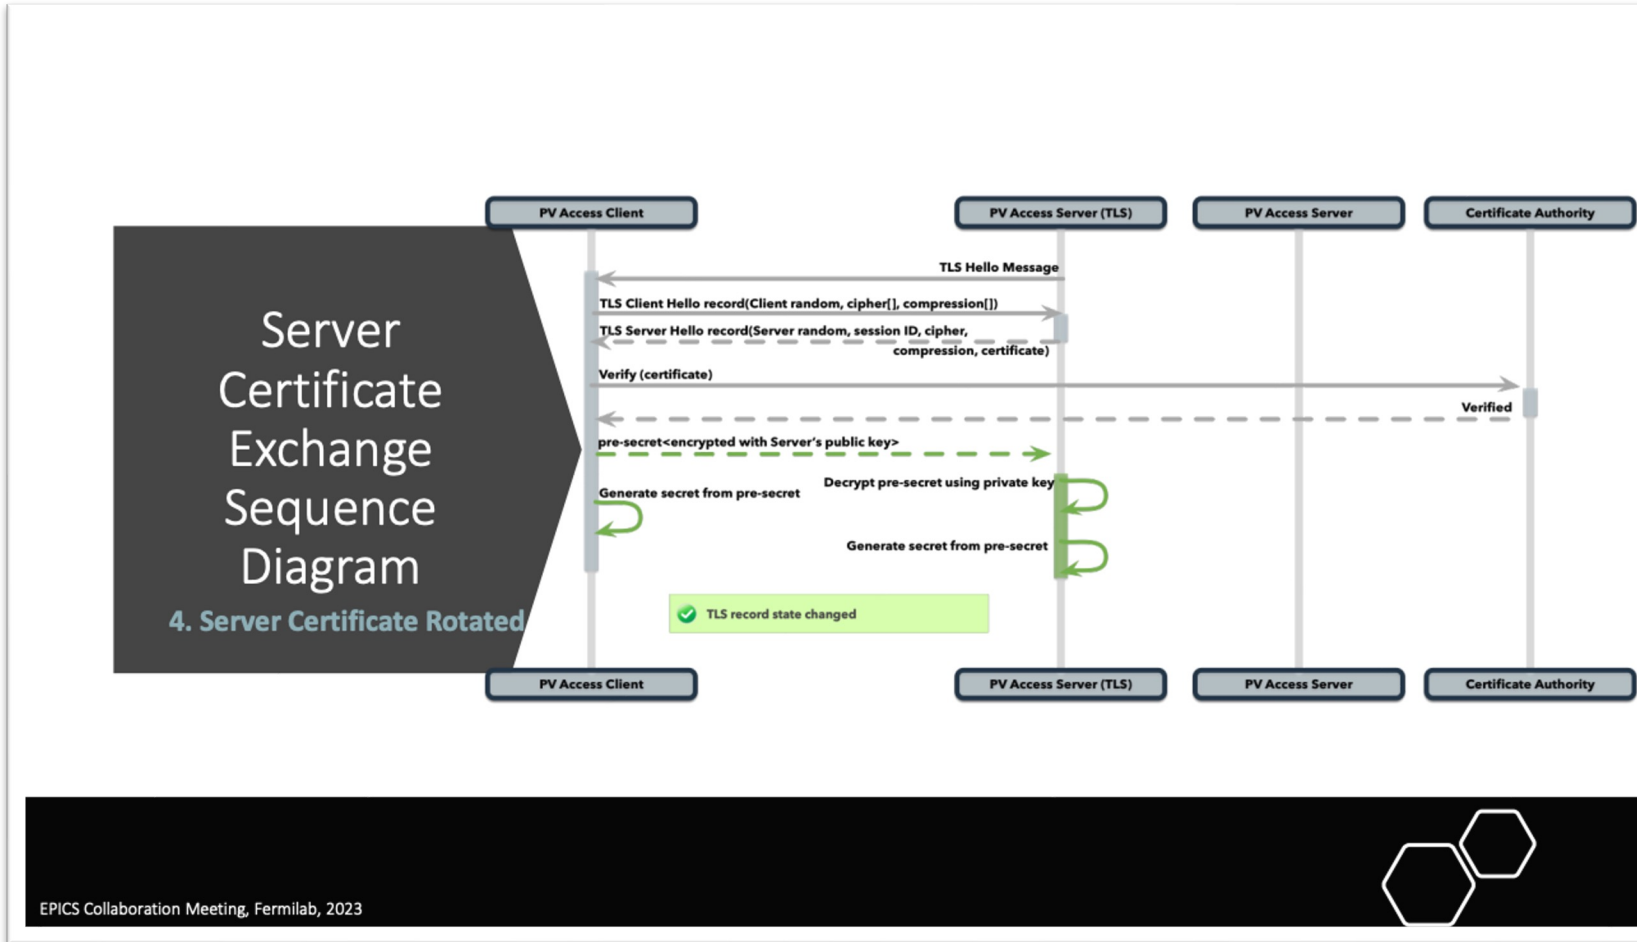 PV Access Client
PV Access Server (TLS)
PV Access Server
Certificate Authority
Server
Certificate
Exchange
Sequence
Diagram
4. Server Certificate Rotated
TLS Hello Message
TLS Client Hello record(Client random, cipher[], compression[])
TLS Server Hello record(Server random, session ID, cipher,
compression, certificate)
Verify (certificate)
Verified
pre-secret<encrypted with Server’s public key>
Decrypt pre-secret using private key
Generate secret from pre-secret
Generate secret from pre-secret
TLS record state changed
PV Access Client
PV Access Server (TLS)
PV Access Server
Certificate Authority
EPICS Collaboration Meeting, Fermilab, 2023